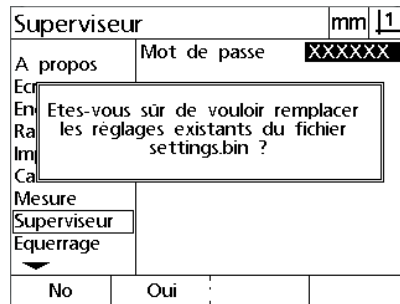 Superviseur mm 1
Mot de passe XXXXXX
A propos
Ecr
En
Ra
Im
Ca
Etes-vous sûr de vouloir remplacer
les réglages existants du fichier
settings.bin ?
Mesure
Superviseur
Equerrage
No Oui